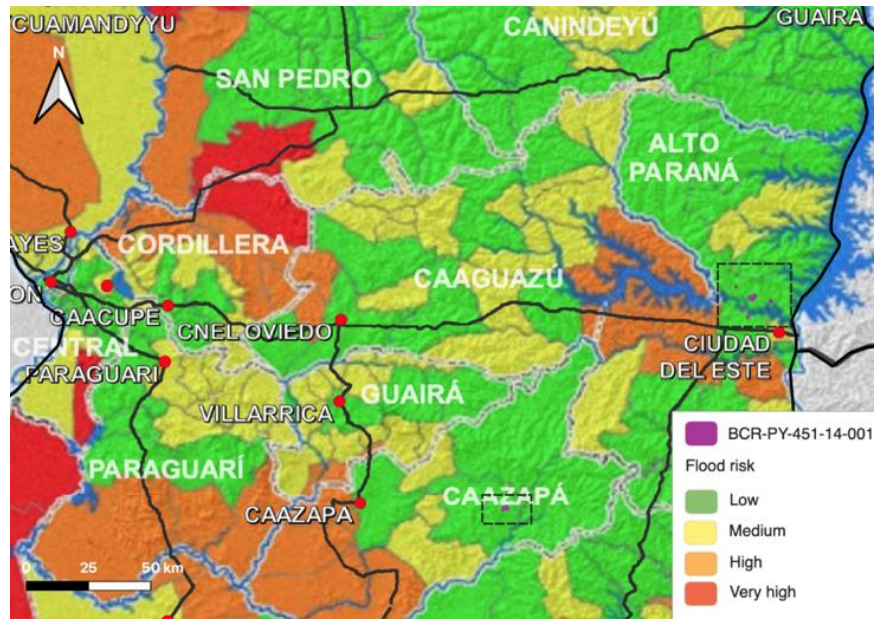 CUAMANDYYU
CANINDEYÚ
GUAIRA
N
SAN PEDRO
ALTO
PARANÁ
AYES
CORDILLERA
CAAGUAZÚ
ON
CAACUPE
CNEL OVIEDO
CIUDAD
DEL ESTE
CENTRAL
PARAGUARI
GUAIRÁ
VILLARRICA
PARAGUARÍ
CAAZAPÁ
CAAZAPA
0 25 50 km
BCR-PY-451-14-001
Flood risk
Low
Medium
High
Very high